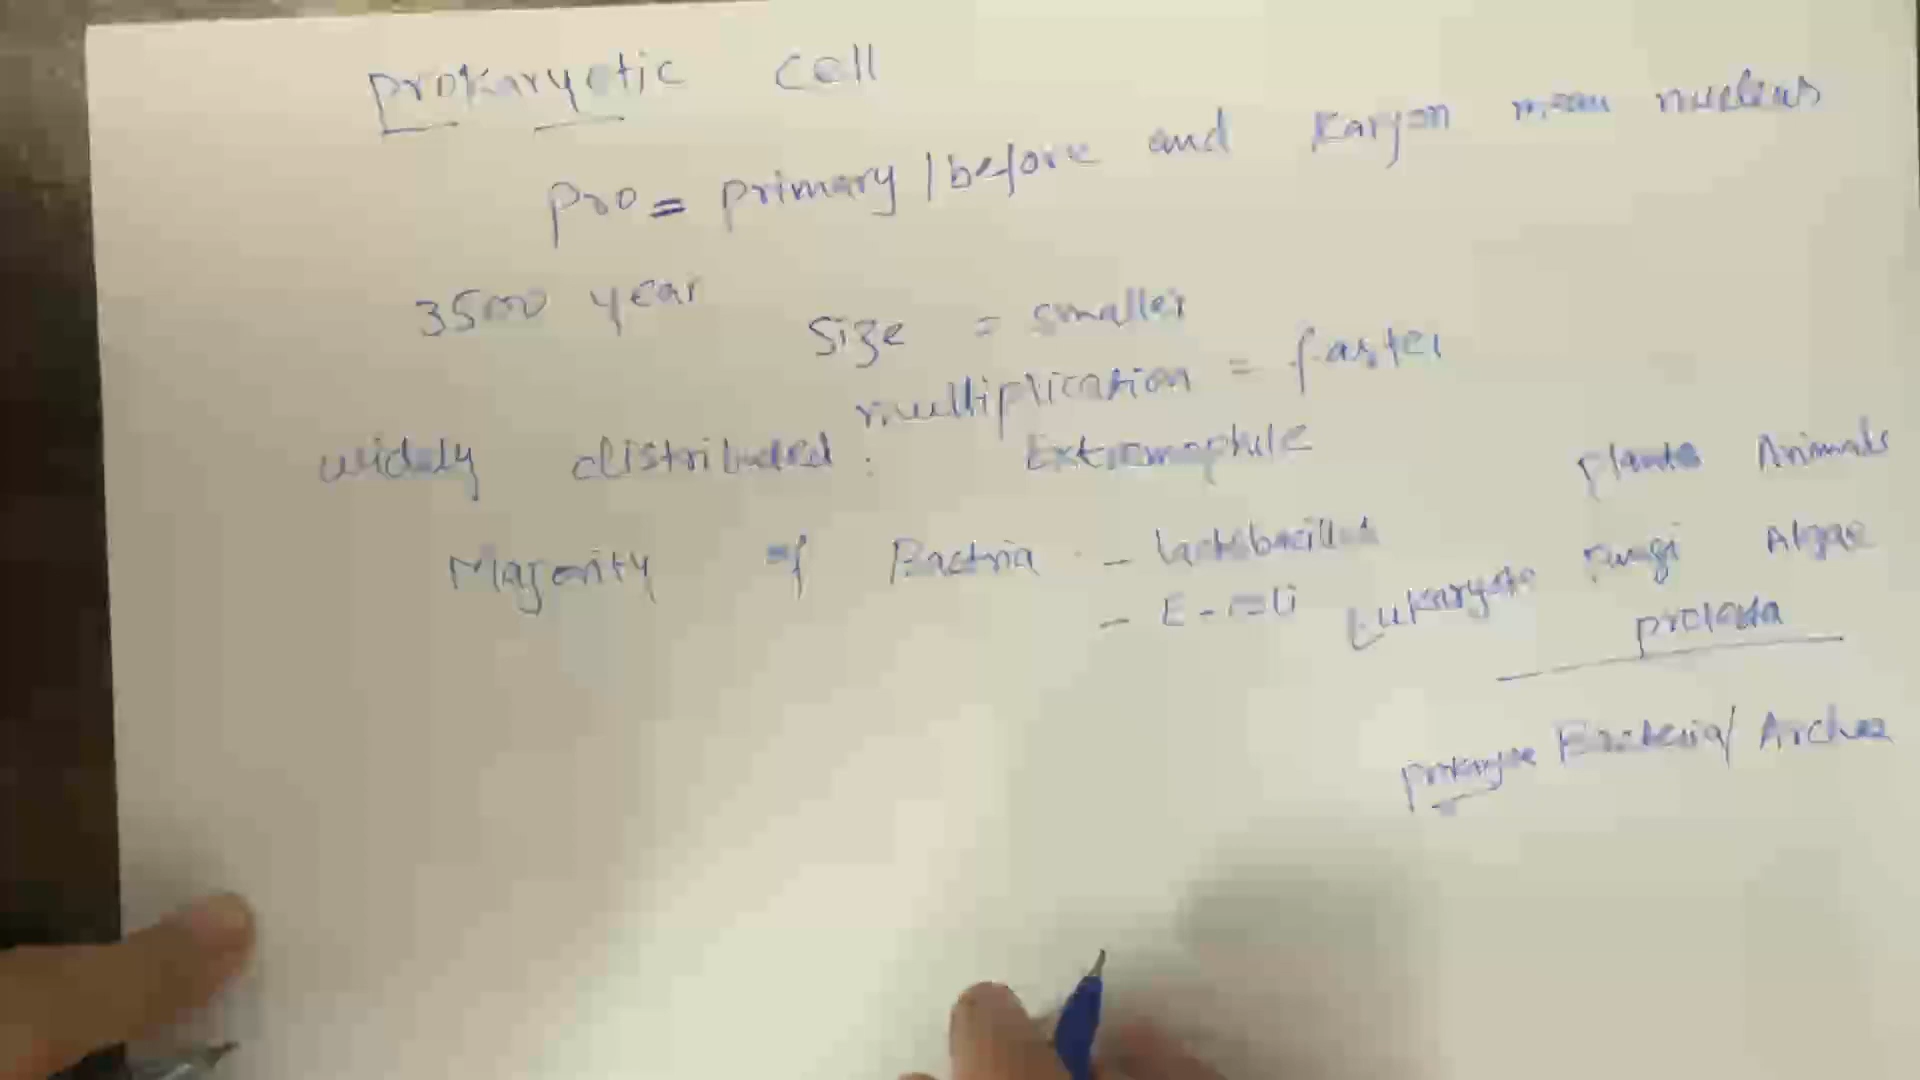 Prokaryotic cell
Pro = primary / before and karyon mean nucleus
3500 year
Size = smaller
multiplication = faster
widely distributed : Extremophile
plants Animals
Majority of Bactria - lactobacillus
fungi Algae
- E-coli
Eukaryote
protozoa
prokaryote Bacteria / Archea